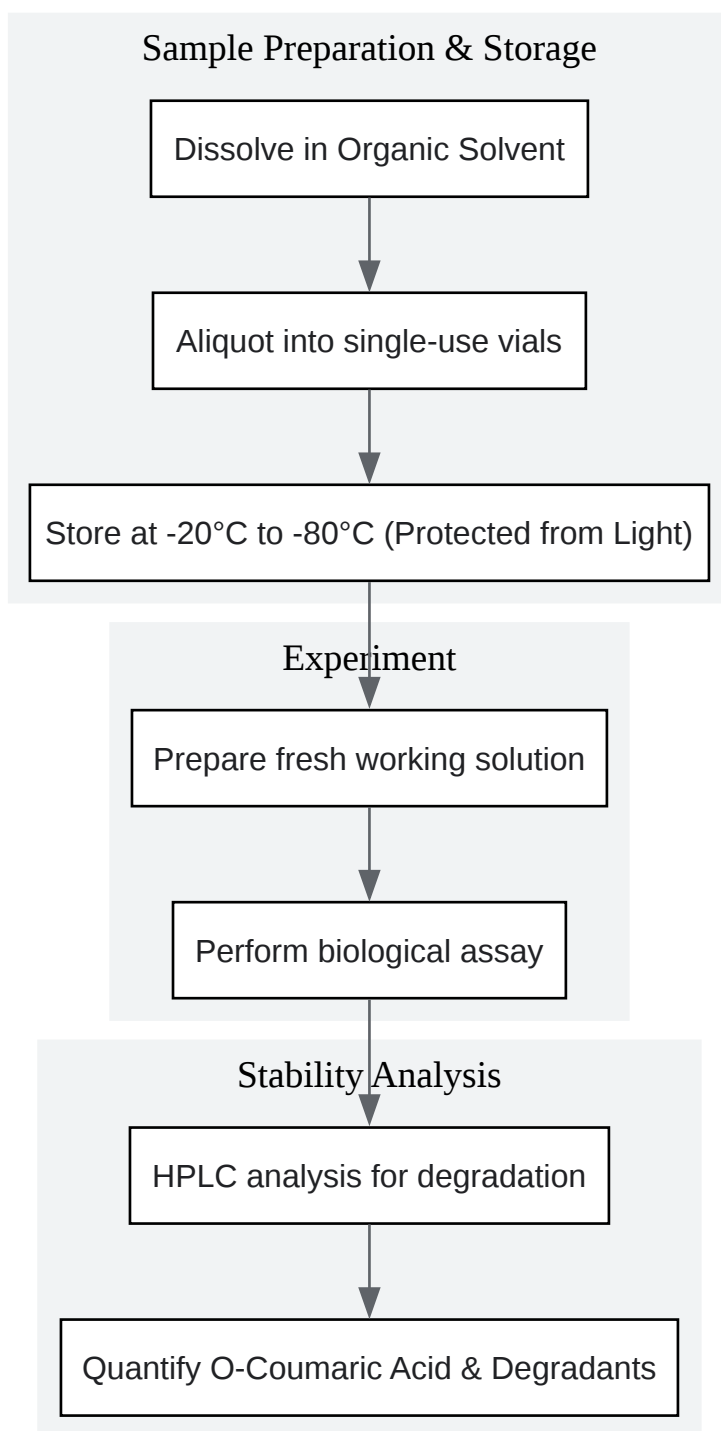 Sample Preparation & Storage
Dissolve in Organic Solvent
Aliquot into single-use vials
Store at -20°C to -80°C (Protected from Light)
Experiment
Prepare fresh working solution
Perform biological assay
Stability Analysis
HPLC analysis for degradation
Quantify O-Coumaric Acid & Degradants